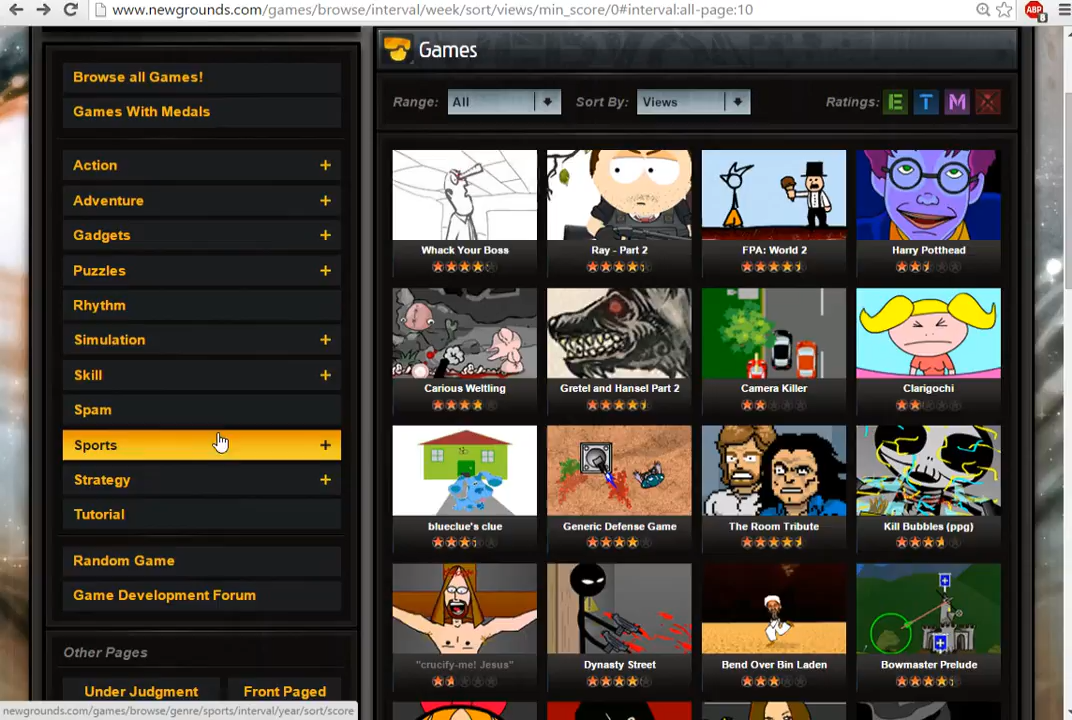 www.newgrounds.com/games/browse/interval/week/sort/views/min_score/0#interval:all-page:10
ABP
8
Games
Browse all Games!
Games With Medals
Action +
Adventure +
Gadgets +
Puzzles +
Rhythm
Simulation +
Skill +
Spam
Sports +
Strategy +
Tutorial
Random Game
Game Development Forum
Other Pages
Under Judgment Front Paged
Range: All Sort By: Views Ratings: E T M
Whack Your Boss Ray - Part 2 FPA: World 2 Harry Potthead
Carious Weltling Gretel and Hansel Part 2 Camera Killer Clarigochi
blueclue's clue Generic Defense Game The Room Tribute Kill Bubbles (ppg)
"crucify-me! Jesus" Dynasty Street Bend Over Bin Laden Bowmaster Prelude
newgrounds.com/games/browse/genre/sports/interval/year/sort/score